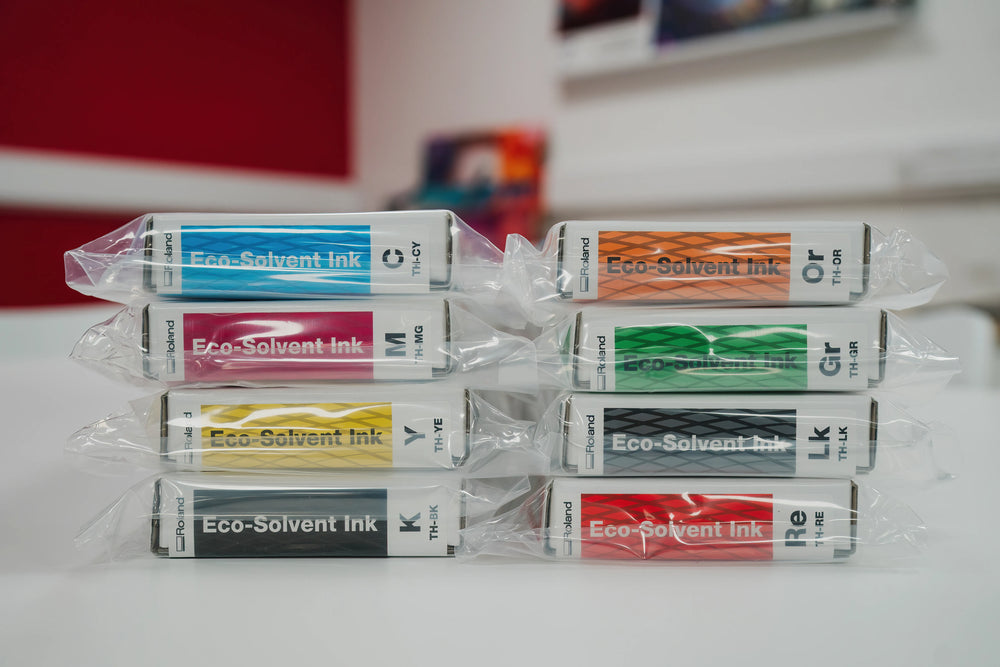 Roland
Eco-Solvent Ink
C
TH-CY
Roland
Eco-Solvent Ink
M
TH-MG
Roland
Eco-Solvent Ink
Y
TH-YE
Roland
Eco-Solvent Ink
K
TH-BK
Roland
Eco-Solvent Ink
Or
TH-OR
Roland
Eco-Solvent Ink
Gr
TH-GR
Roland
Eco-Solvent Ink
Lk
TH-LK
Roland
Eco-Solvent Ink
Re
TH-RE